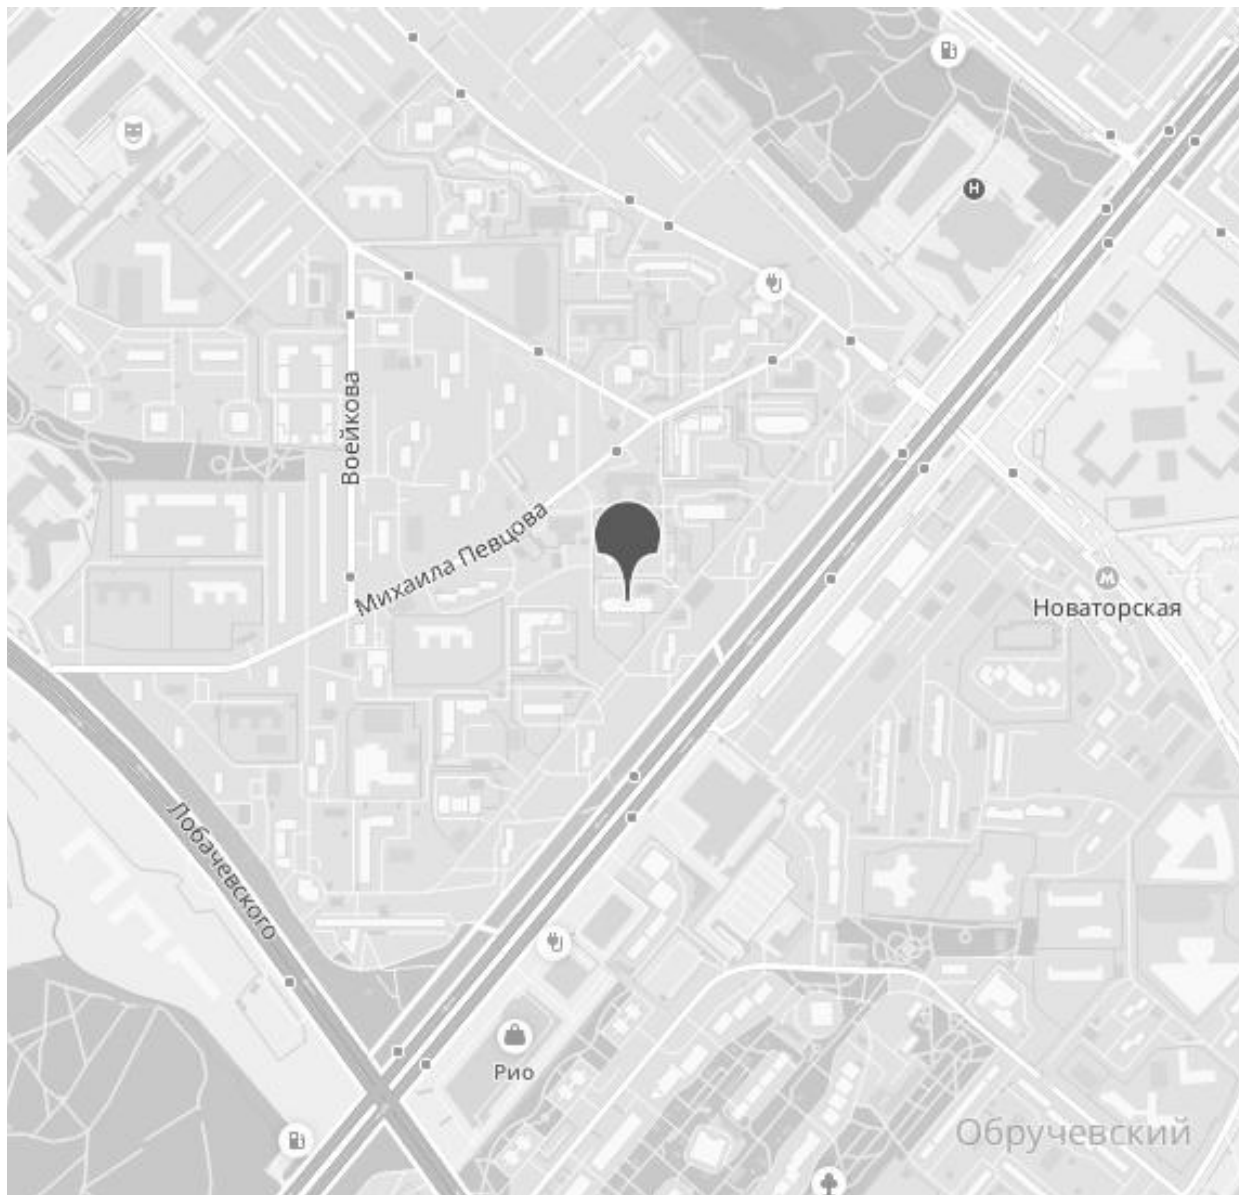 Н
Воейкова
Михаила Певцова
М
Новаторская
Лобачевского
Рио
Обручевский